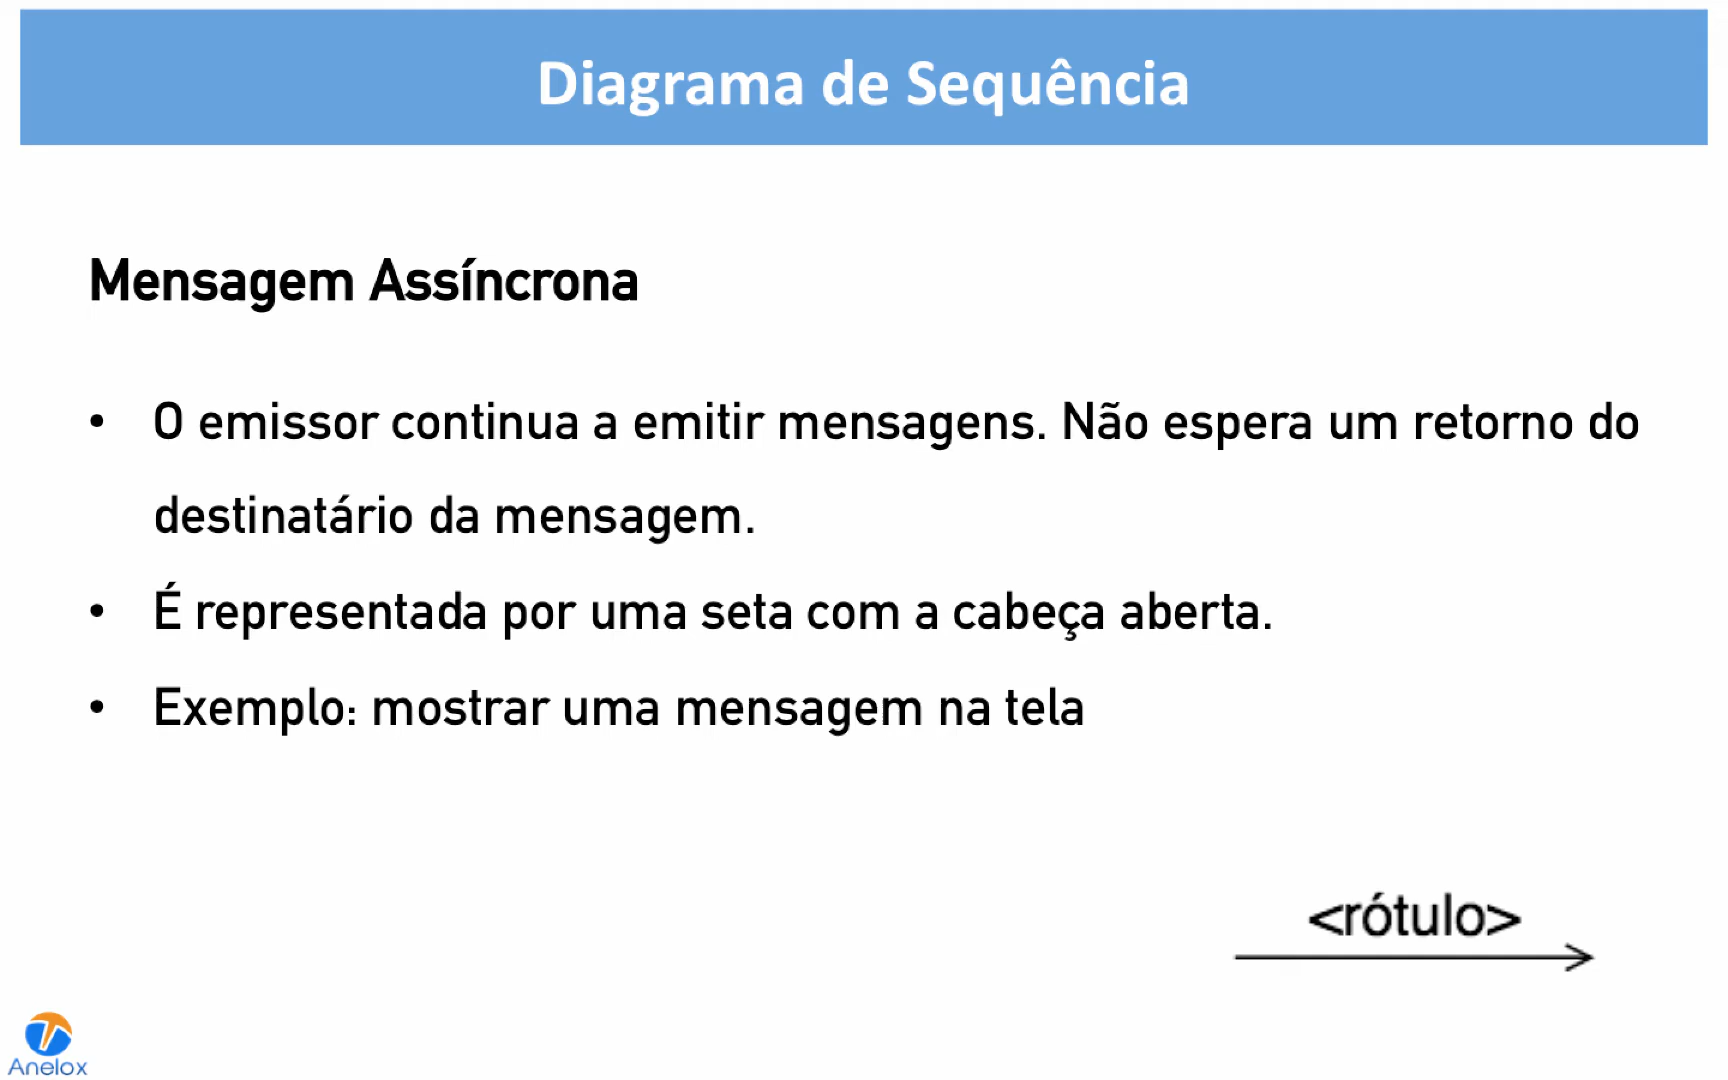 Diagrama de Sequência
Mensagem Assíncrona
• O emissor continua a emitir mensagens. Não espera um retorno do
destinatário da mensagem.
• É representada por uma seta com a cabeça aberta.
• Exemplo: mostrar uma mensagem na tela
<rótulo>
Anelox